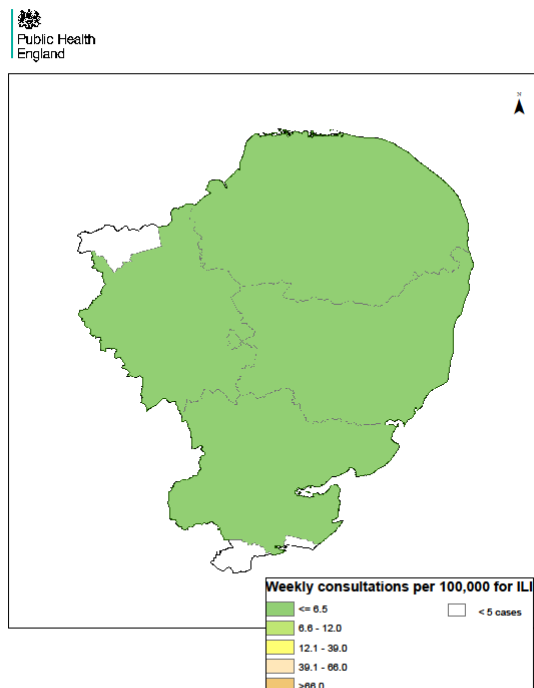 Public Health
England
N
Weekly consultations per 100,000 for ILI
<= 6.5
< 5 cases
6.6 - 12.0
12.1 - 39.0
39.1 - 66.0
>66.0